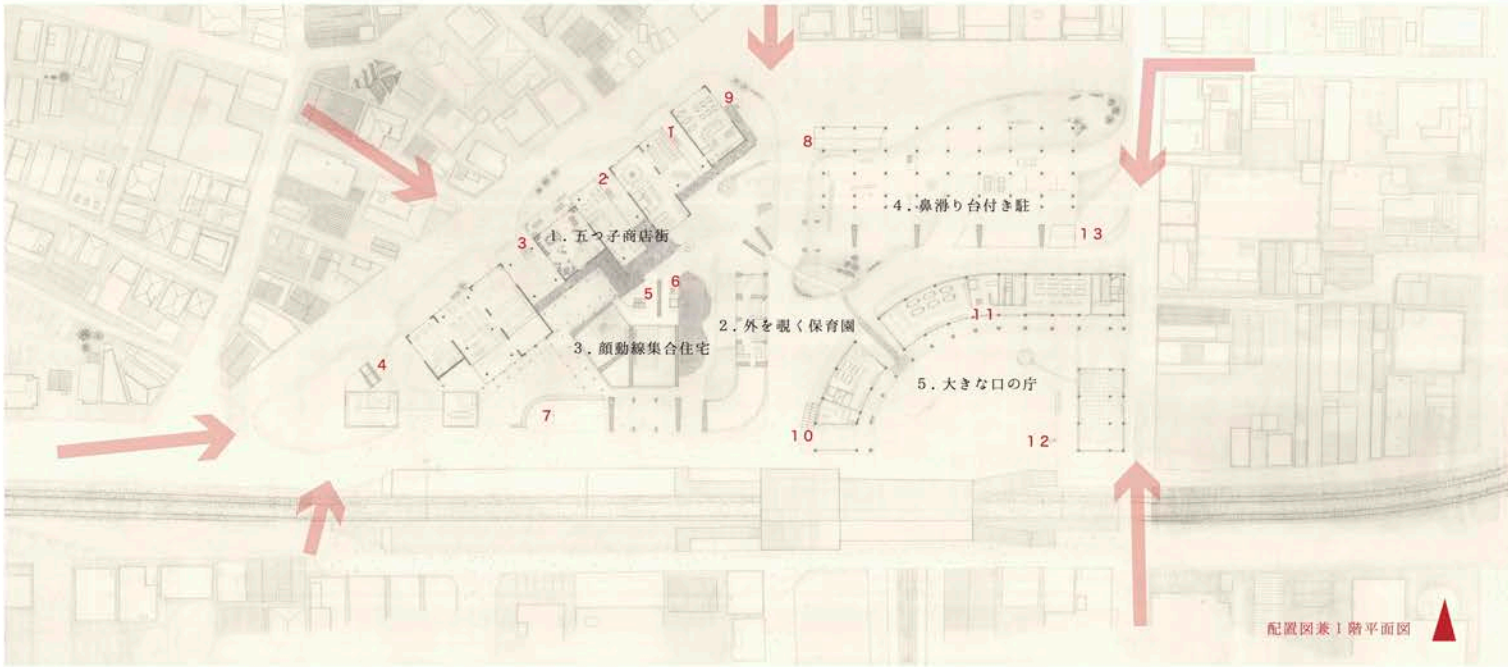 9
1
8
2
4．鼻滑り台付き駐
13
1．五つ子商店街
3
5
6
11
2．外を覗く保育園
3．顔動線集合住宅
4
5．大きな口の庁
7
10
12
配置図兼1階平面図